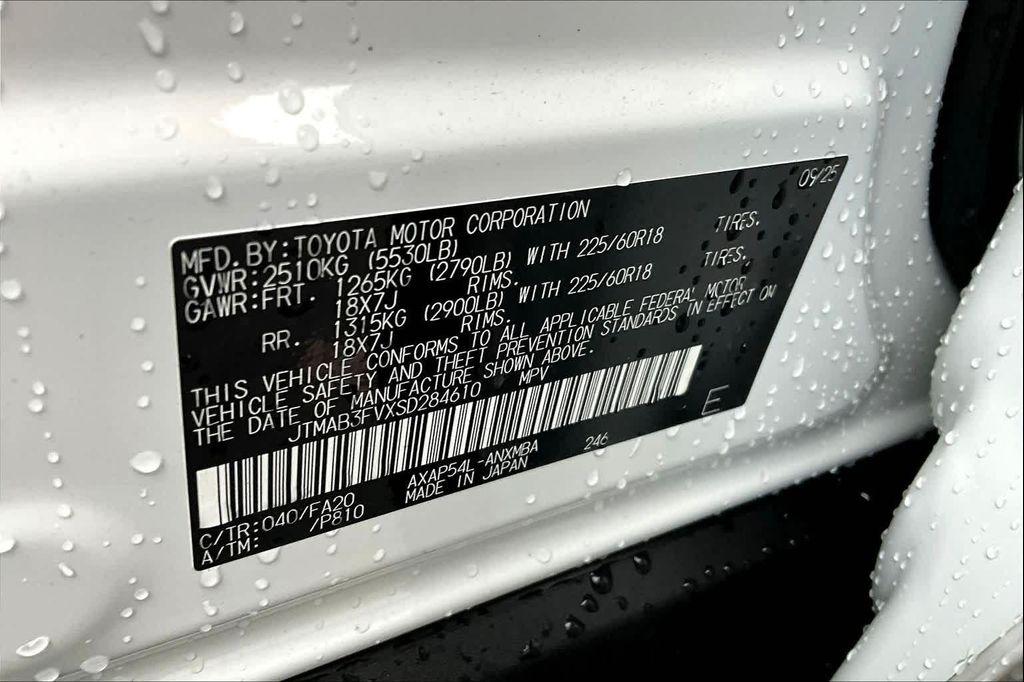 09/25
MFD. BY: TOYOTA MOTOR CORPORATION
GVWR: 2510KG (5530LB)
GAWR: FRT. 1265KG (2790LB) WITH 225/60R18 TIRES,
18X7J RIMS.
RR. 1315KG (2900LB) WITH 225/60R18 TIRES,
18X7J RIMS.
THIS VEHICLE CONFORMS TO ALL APPLICABLE FEDERAL MOTOR
VEHICLE SAFETY AND THEFT PREVENTION STANDARDS IN EFFECT ON
THE DATE OF MANUFACTURE SHOWN ABOVE.
JTMAB3FVXSD284610 MPV
E
C/TR: 040/FA20 AXAP54L-ANXMBA 246
A/TM: /P810 MADE IN JAPAN